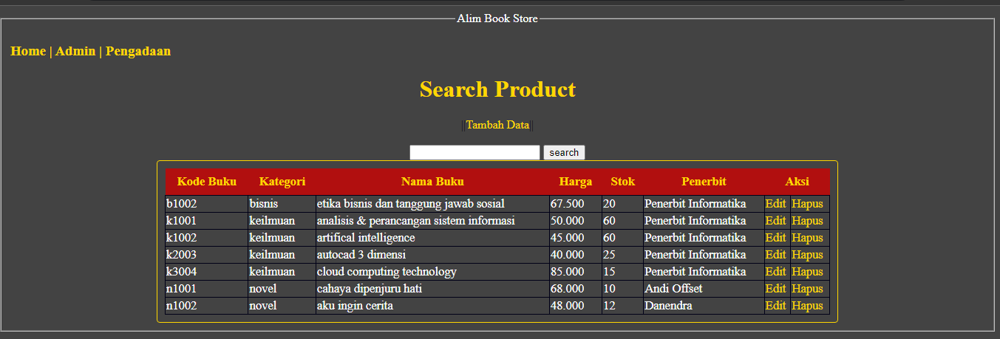 Alim Book Store
Home | Admin | Pengadaan
Search Product
||Tambah Data||
search
Kode Buku Kategori Nama Buku Harga Stok Penerbit Aksi
b1002 bisnis etika bisnis dan tanggung jawab sosial 67.500 20 Penerbit Informatika Edit Hapus
k1001 keilmuan analisis & perancangan sistem informasi 50.000 60 Penerbit Informatika Edit Hapus
k1002 keilmuan artifical intelligence 45.000 60 Penerbit Informatika Edit Hapus
k2003 keilmuan autocad 3 dimensi 40.000 25 Penerbit Informatika Edit Hapus
k3004 keilmuan cloud computing technology 85.000 15 Penerbit Informatika Edit Hapus
n1001 novel cahaya dipenjuru hati 68.000 10 Andi Offset Edit Hapus
n1002 novel aku ingin cerita 48.000 12 Danendra Edit Hapus